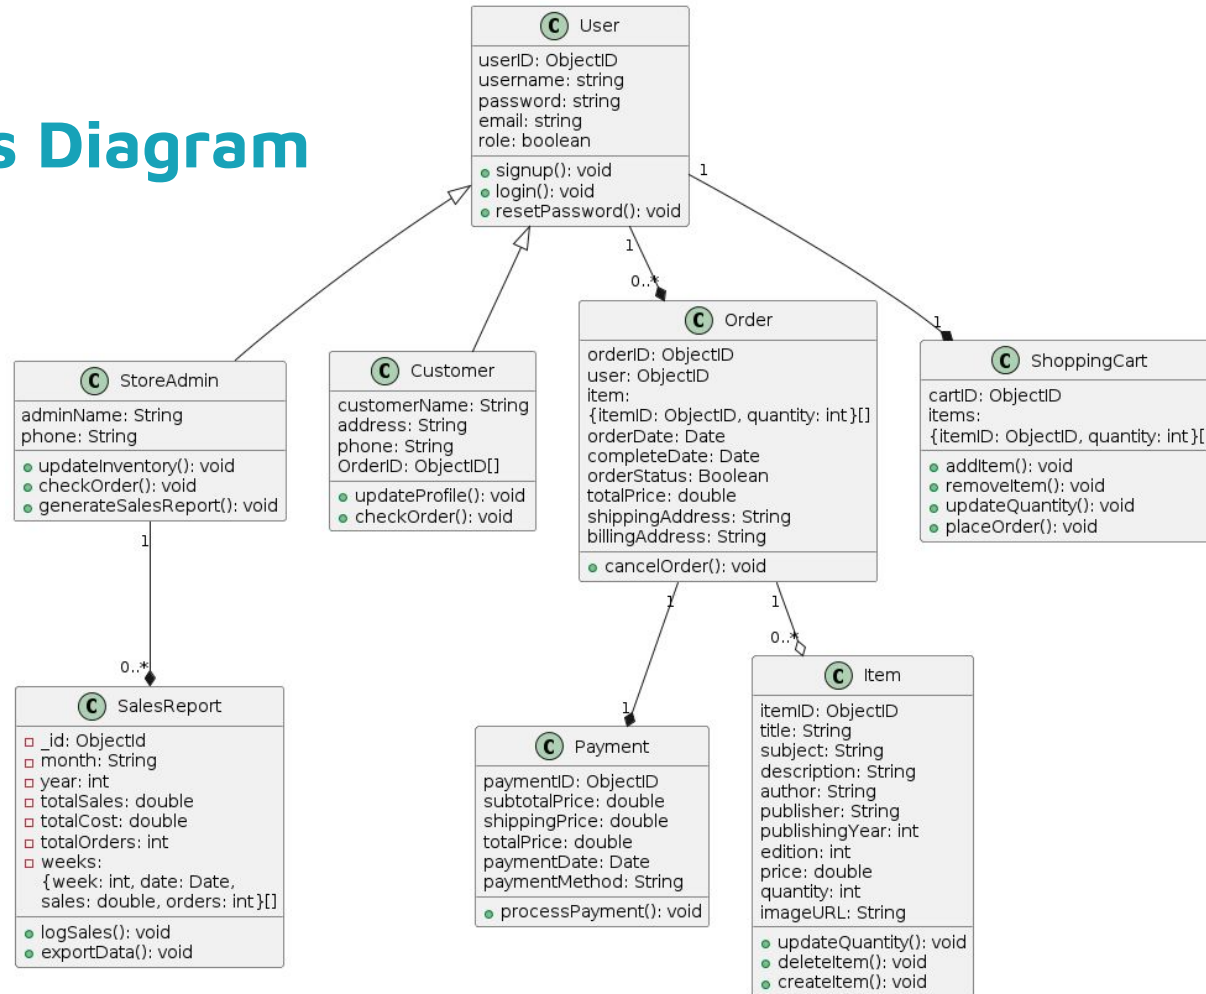 s Diagram
C User
userID: ObjectID
username: string
password: string
email: string
role: boolean
signup(): void
login(): void
resetPassword(): void
1
1
0..*
1
C StoreAdmin
adminName: String
phone: String
updateInventory(): void
checkOrder(): void
generateSalesReport(): void
C Customer
customerName: String
address: String
phone: String
OrderID: ObjectID[]
updateProfile(): void
checkOrder(): void
C Order
orderID: ObjectID
user: ObjectID
item:
{itemID: ObjectID, quantity: int}[]
orderDate: Date
completeDate: Date
orderStatus: Boolean
totalPrice: double
shippingAddress: String
billingAddress: String
cancelOrder(): void
C ShoppingCart
cartID: ObjectID
items:
{itemID: ObjectID, quantity: int}[
addItem(): void
removeItem(): void
updateQuantity(): void
placeOrder(): void
1
0..*
1
1
1
0..*
C SalesReport
_id: ObjectId
month: String
year: int
totalSales: double
totalCost: double
totalOrders: int
weeks:
{week: int, date: Date,
sales: double, orders: int}[]
logSales(): void
exportData(): void
C Payment
paymentID: ObjectID
subtotalPrice: double
shippingPrice: double
totalPrice: double
paymentDate: Date
paymentMethod: String
processPayment(): void
C Item
itemID: ObjectID
title: String
subject: String
description: String
author: String
publisher: String
publishingYear: int
edition: int
price: double
quantity: int
imageURL: String
updateQuantity(): void
deleteItem(): void
createItem(): void